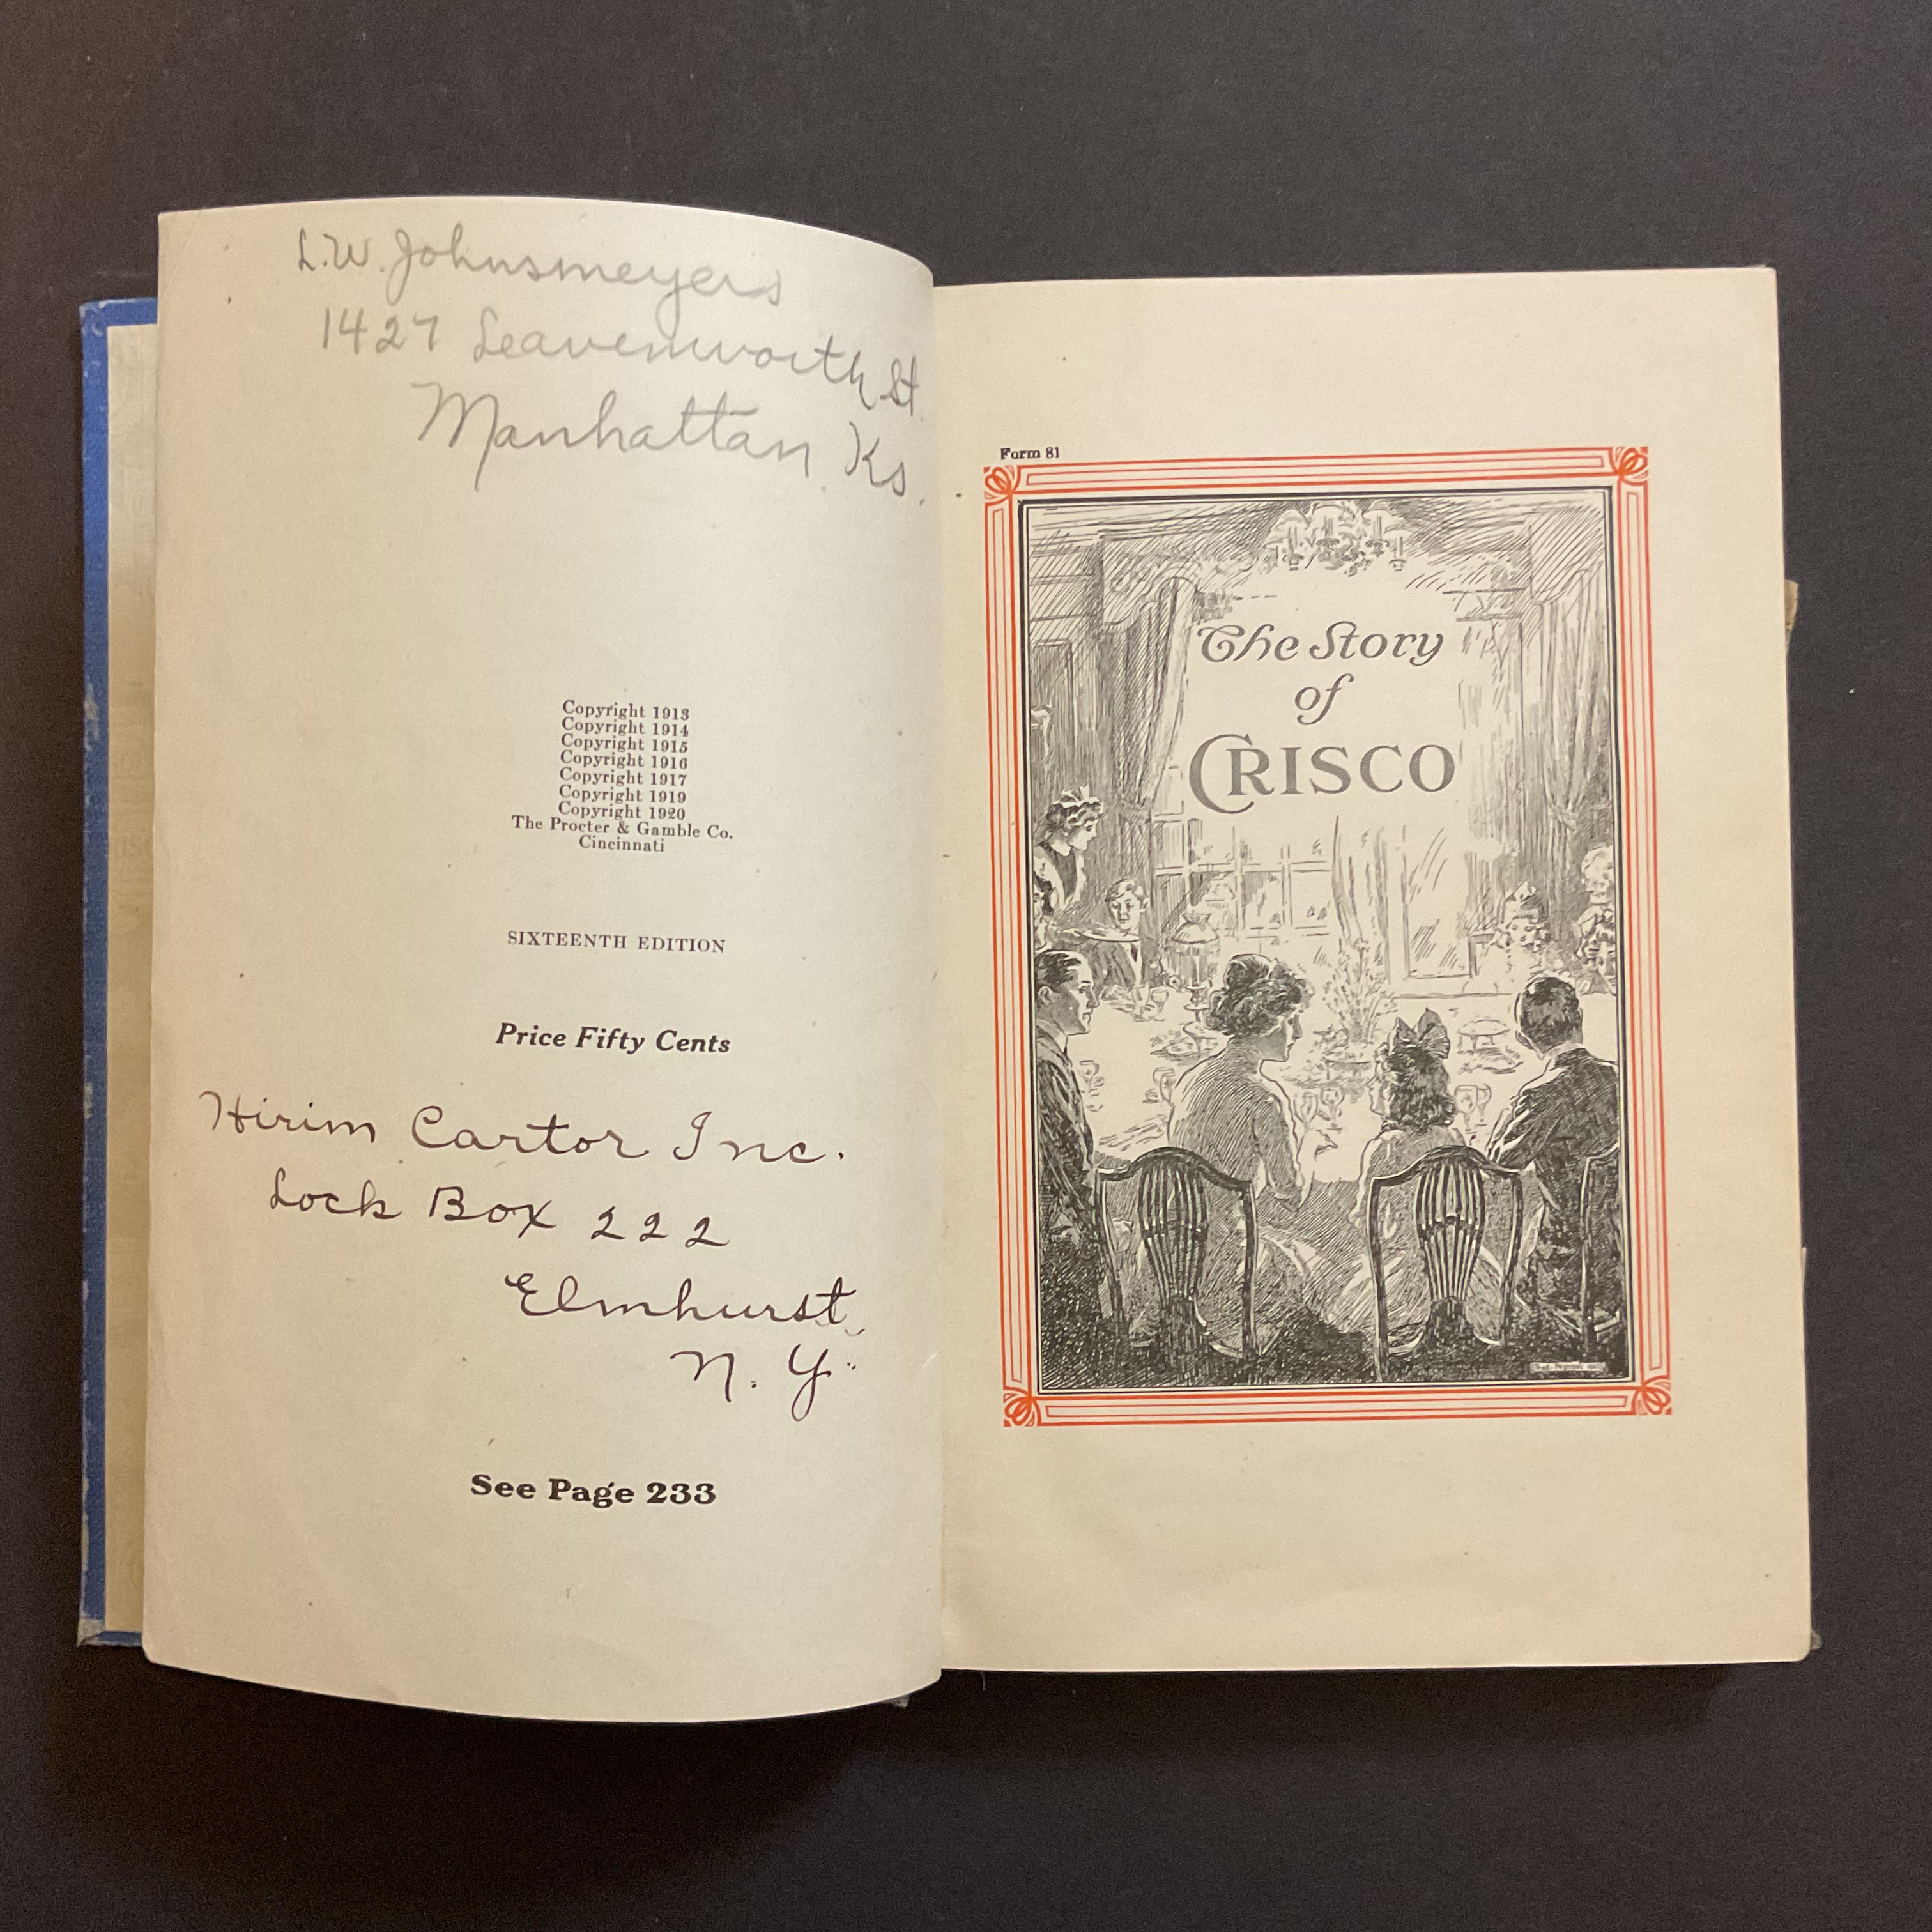 L.W. Johnsmeyers
1427 Leavenworth St.
Manhattan, Ks.
Copyright 1913
Copyright 1914
Copyright 1915
Copyright 1916
Copyright 1917
Copyright 1919
Copyright 1920
The Procter & Gamble Co.
Cincinnati
SIXTEENTH EDITION
Price Fifty Cents
Hirim Cartor Inc.
Lock Box 222
Elmhurst,
N. Y.
See Page 233
Form 81
The Story
of
CRISCO